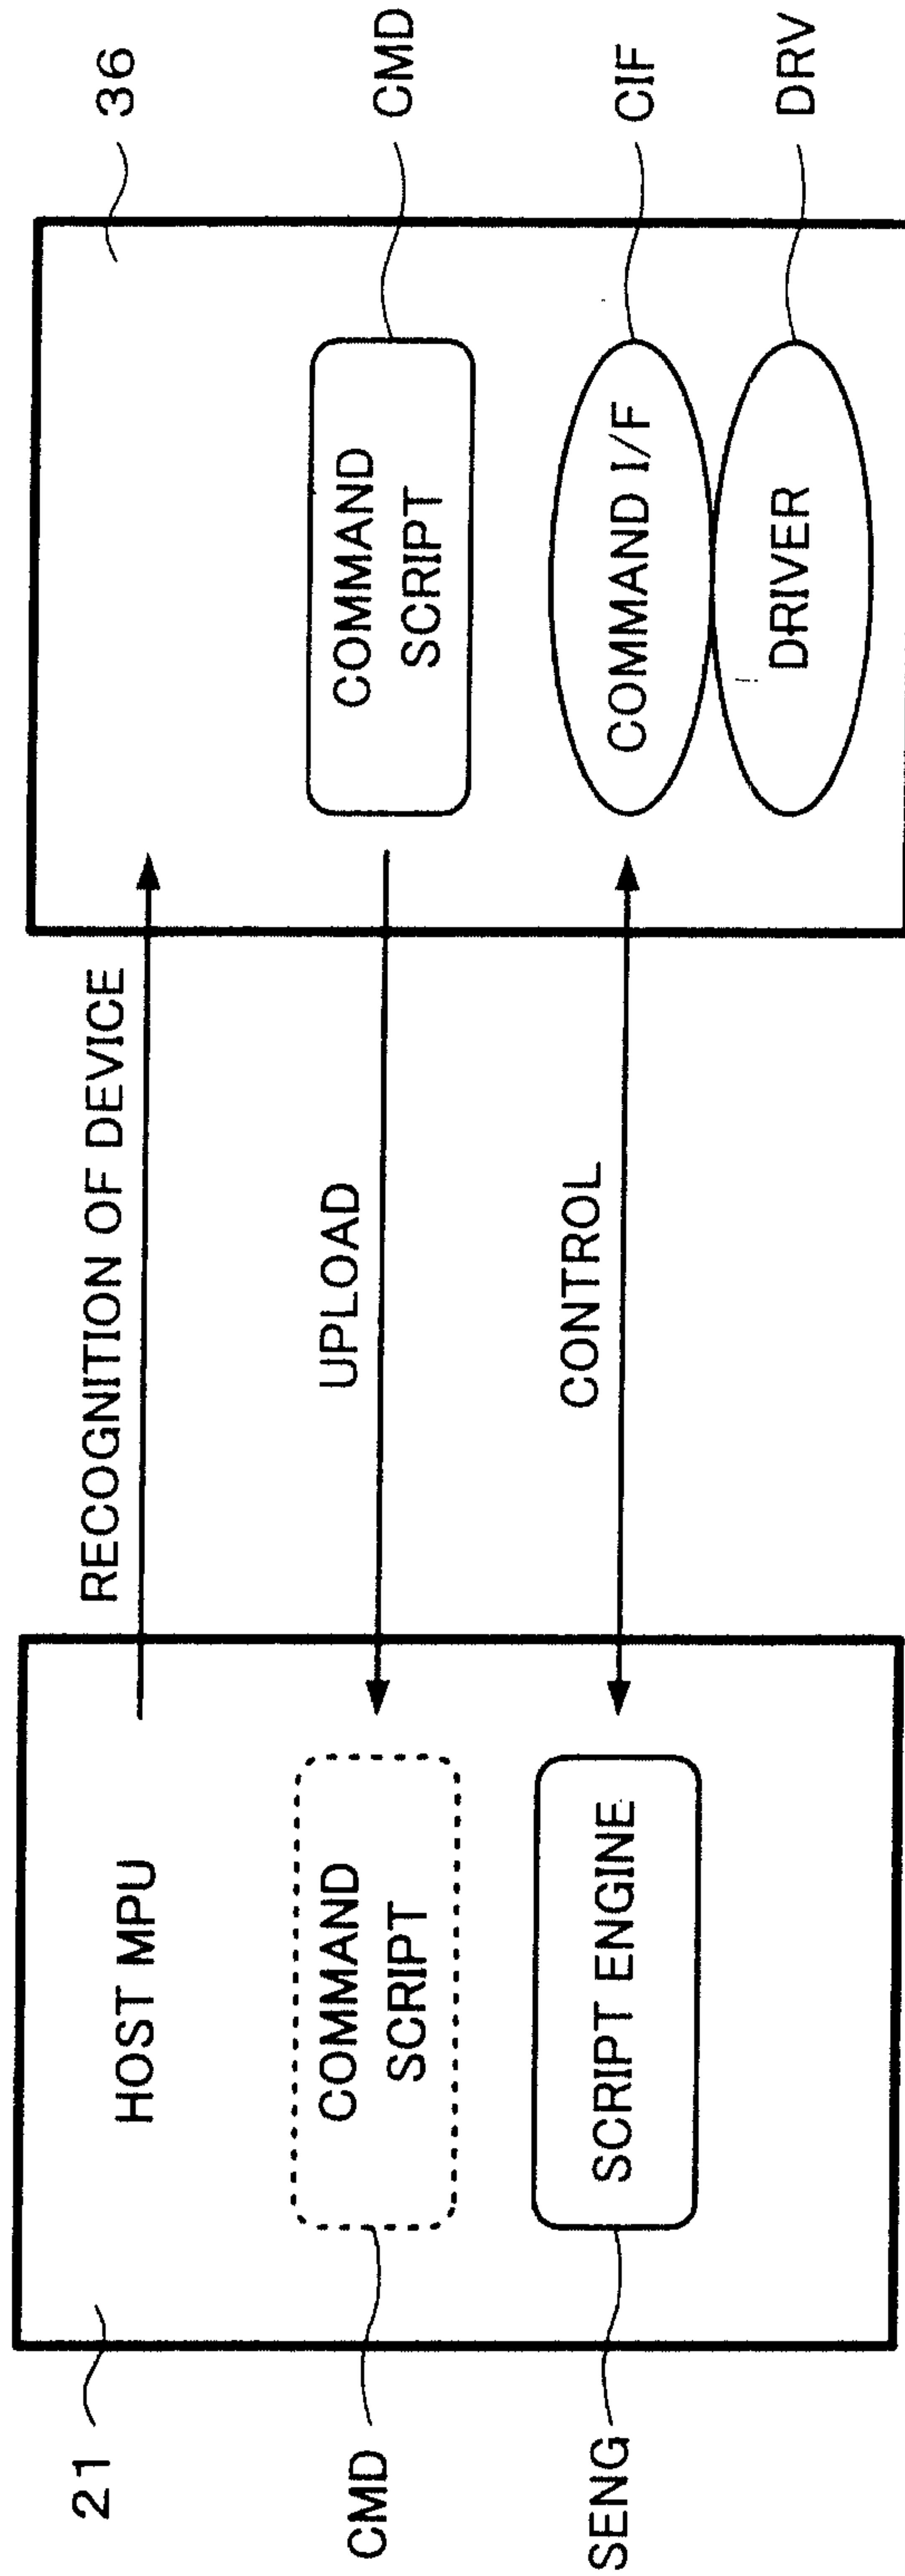 21
HOST MPU
CMD
COMMAND
SCRIPT
SENG
SCRIPT ENGINE
RECOGNITION OF DEVICE
UPLOAD
CONTROL
36
COMMAND
SCRIPT
CMD
COMMAND I/F
CIF
DRIVER
DRV